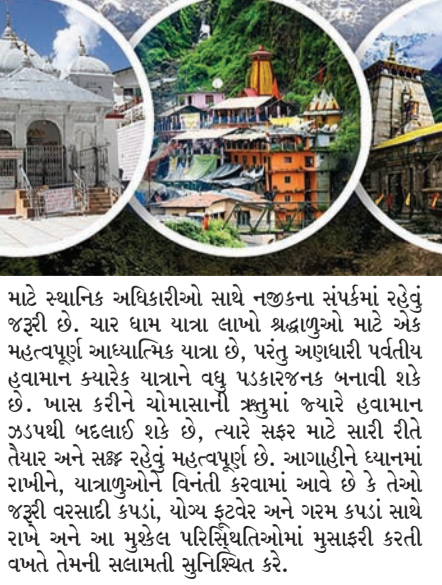 માટે સ્થાનિક અધિકારીઓ સાથે નજીકના સંપર્કમાં રહેવું
જરૂરી છે. ચાર ધામ યાત્રા લાખો શ્રદ્ધાળુઓ માટે એક
મહત્વપૂર્ણ આધ્યાત્મિક યાત્રા છે, પરંતુ અણધારી પર્વતીય
હવામાન ક્યારેક યાત્રાને વધુ પડકારજનક બનાવી શકે
છે. ખાસ કરીને ચોમાસાની ઋતુમાં જ્યારે હવામાન
ઝડપથી બદલાઈ શકે છે, ત્યારે સફર માટે સારી રીતે
તૈયાર અને સજ્જ રહેવું મહત્વપૂર્ણ છે. આગાહીને ધ્યાનમાં
રાખીને, યાત્રાળુઓને વિનંતી કરવામાં આવે છે કે તેઓ
જરૂરી વરસાદી કપડાં, યોગ્ય ફૂટવેર અને ગરમ કપડાં સાથે
રાખે અને આ મુશ્કેલ પરિસ્થિતિઓમાં મુસાફરી કરતી
વખતે તેમની સલામતી સુનિશ્ચિત કરે.